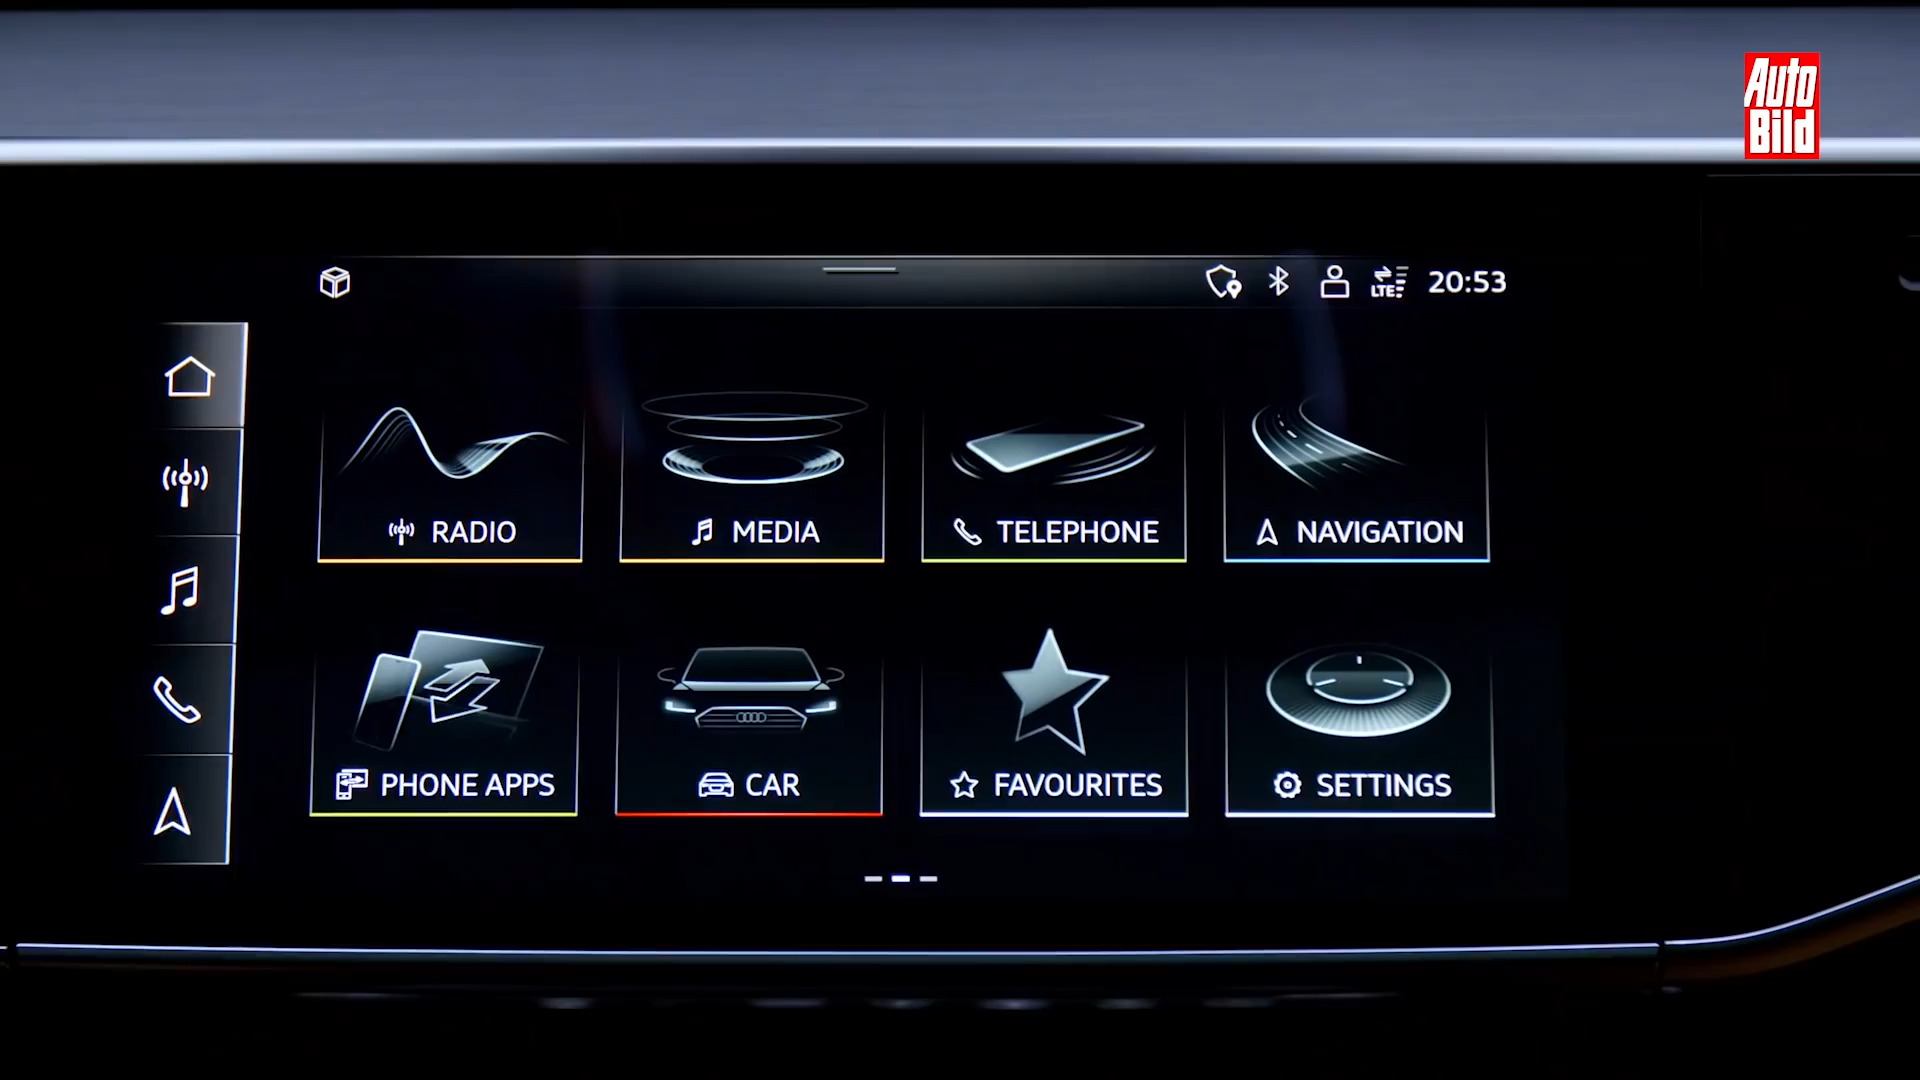 Auto
Bild
LTE 20:53
RADIO
MEDIA
TELEPHONE
NAVIGATION
PHONE APPS
CAR
FAVOURITES
SETTINGS